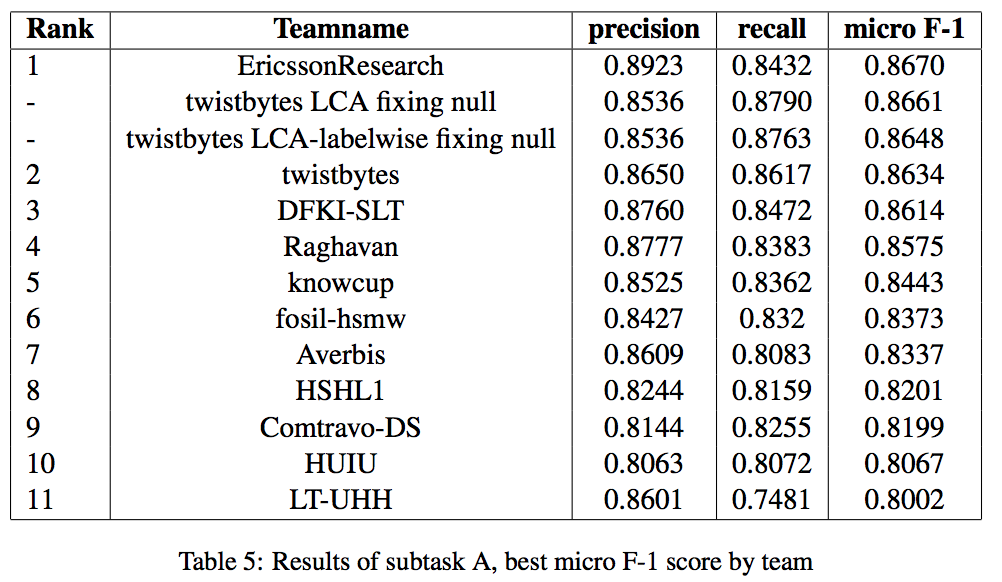 Rank Teamname precision recall micro F-1
1 EricssonResearch 0.8923 0.8432 0.8670
- twistbytes LCA fixing null 0.8536 0.8790 0.8661
- twistbytes LCA-labelwise fixing null 0.8536 0.8763 0.8648
2 twistbytes 0.8650 0.8617 0.8634
3 DFKI-SLT 0.8760 0.8472 0.8614
4 Raghavan 0.8777 0.8383 0.8575
5 knowcup 0.8525 0.8362 0.8443
6 fosil-hsmw 0.8427 0.832 0.8373
7 Averbis 0.8609 0.8083 0.8337
8 HSHL1 0.8244 0.8159 0.8201
9 Comtravo-DS 0.8144 0.8255 0.8199
10 HUIU 0.8063 0.8072 0.8067
11 LT-UHH 0.8601 0.7481 0.8002
Table 5: Results of subtask A, best micro F-1 score by team